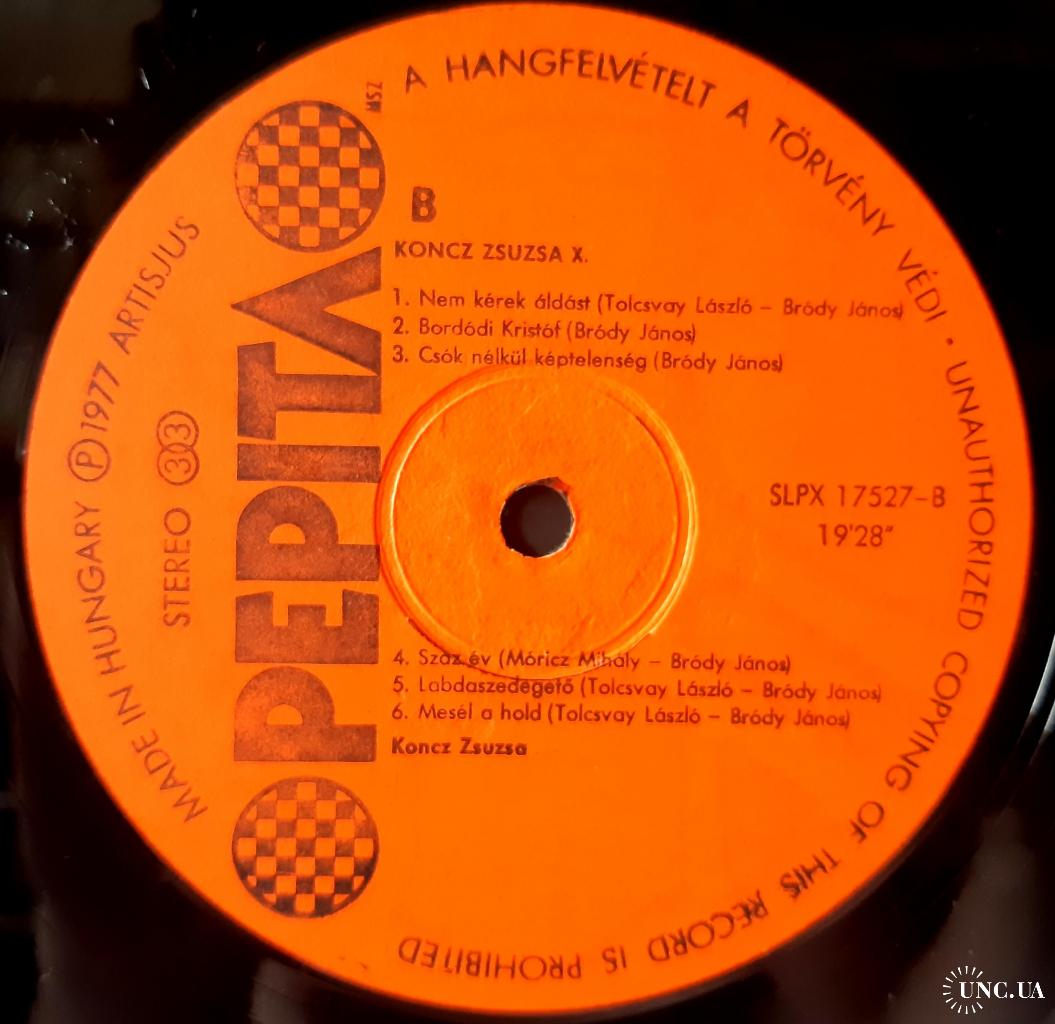 A HANGFELVÉTELT A TÖRVÉNY VÉDI · UNAUTHORIZED COPYING OF THIS RECORD IS PROHIBITED
MADE IN HUNGARY Ⓟ 1977 ARTISJUS
STEREO 33
PEPITA
MSZ
B
KONCZ ZSUZSA X.
1. Nem kérek áldást (Tolcsvay László – Bródy János)
2. Bordódi Kristóf (Bródy János)
3. Csók nélkül képtelenség (Bródy János)
SLPX 17527-B
19'28"
4. Száz év (Móricz Mihály – Bródy János)
5. Labdaszedegető (Tolcsvay László – Bródy János)
6. Mesél a hold (Tolcsvay László – Bródy János)
Koncz Zsuzsa
UNC.UA